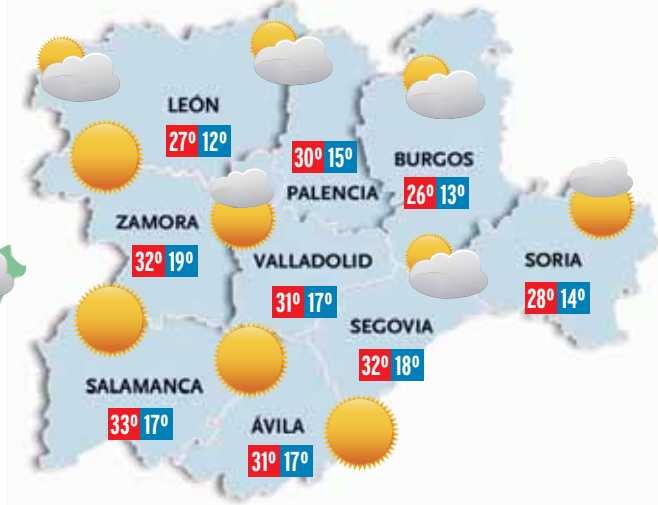 LEÓN
27º 12º
30º 15º
PALENCIA
BURGOS
26º 13º
ZAMORA
32º 19º
VALLADOLID
31º 17º
SORIA
28º 14º
SEGOVIA
32º 18º
SALAMANCA
33º 17º
ÁVILA
31º 17º